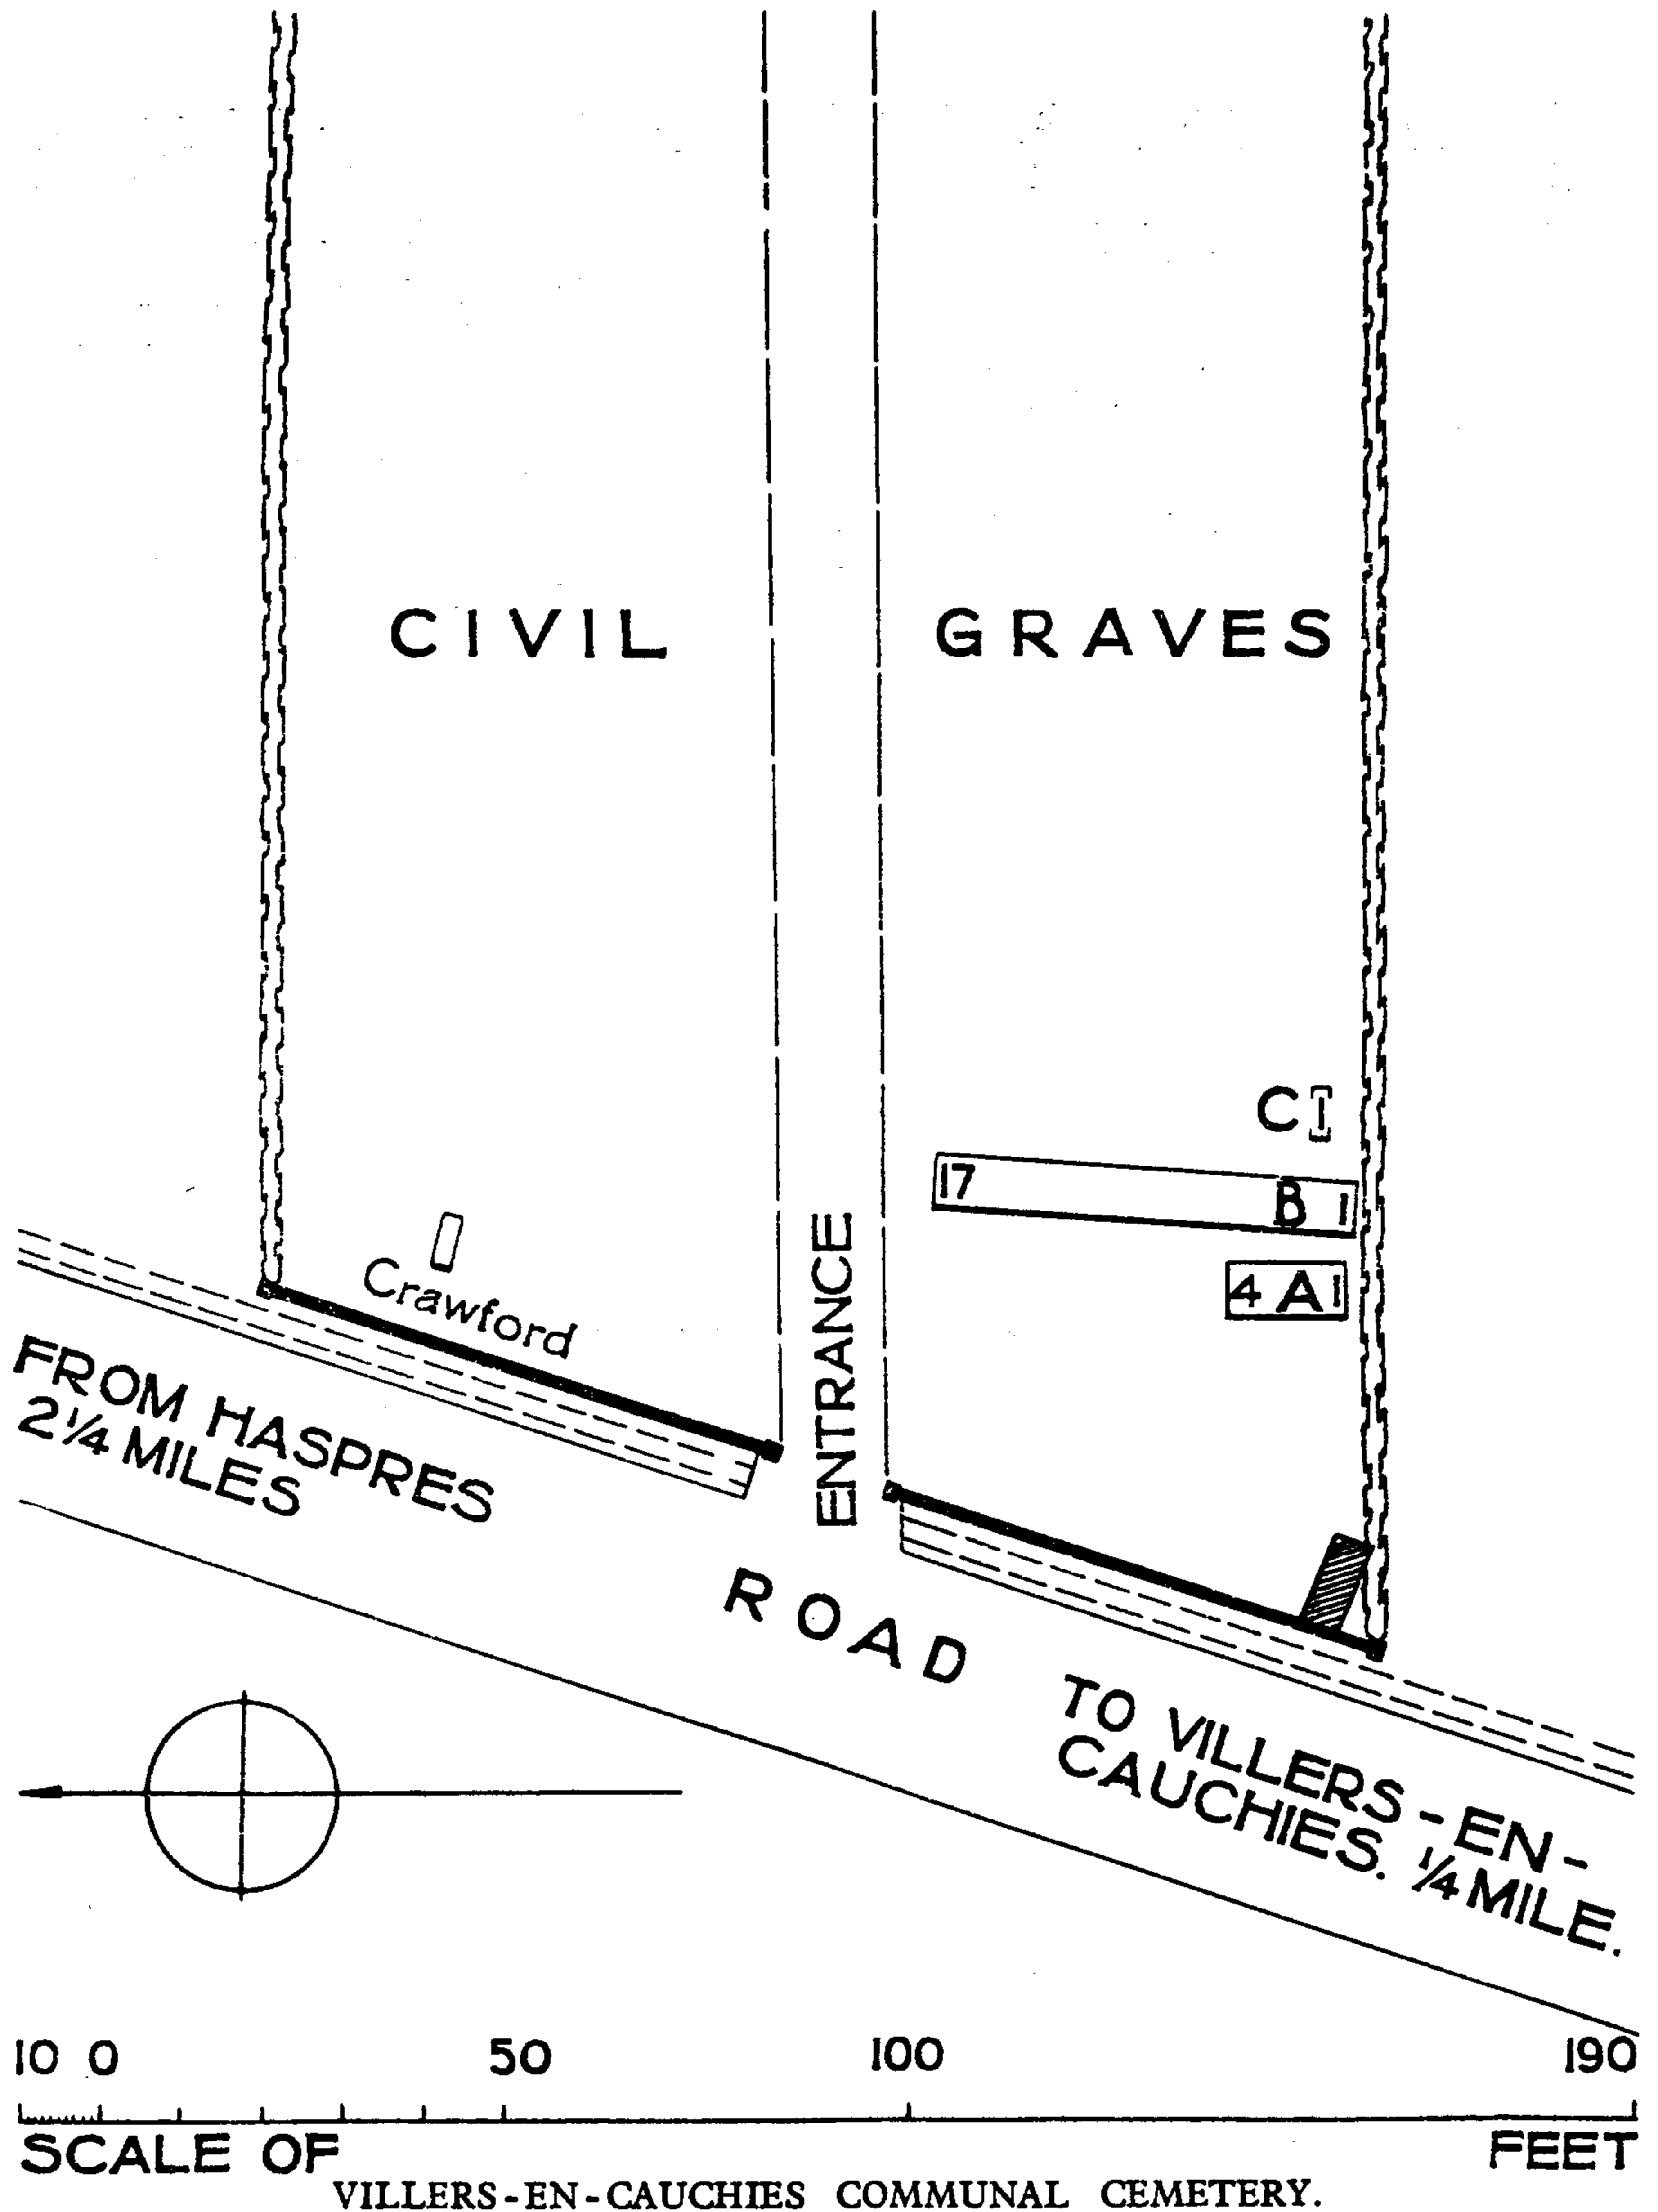 CIVIL GRAVES
C 1
17 B 1
4 A 1
Crawford
ENTRANCE
FROM HASPRES
2¼ MILES
ROAD
TO VILLERS-EN-
CAUCHIES. ¼ MILE.
10 0 50 100 190
SCALE OF FEET
VILLERS-EN-CAUCHIES COMMUNAL CEMETERY.